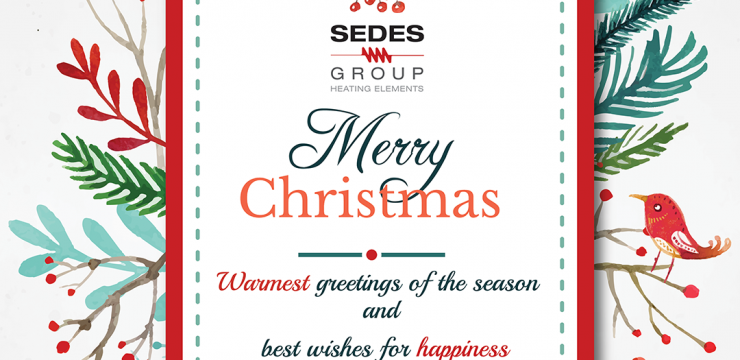 SEDES
GROUP
HEATING ELEMENTS
Merry
Christmas
Warmest greetings of the season
and
best wishes for happiness